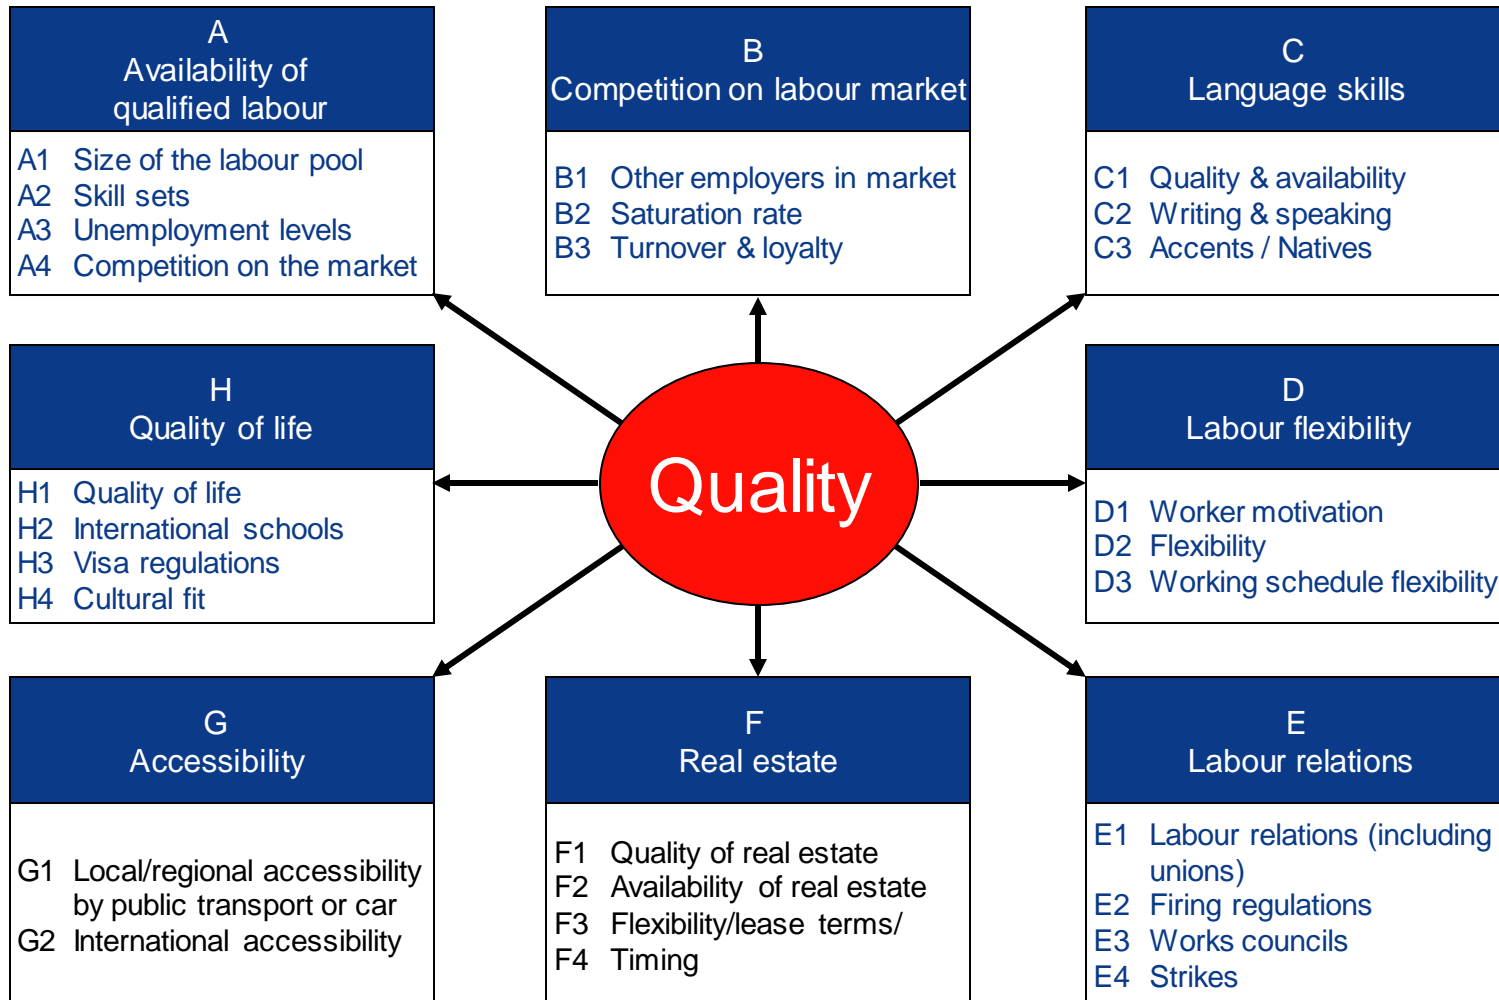 A
Availability of
qualified labour
A1 Size of the labour pool
A2 Skill sets
A3 Unemployment levels
A4 Competition on the market
B
Competition on labour market
B1 Other employers in market
B2 Saturation rate
B3 Turnover & loyalty
C
Language skills
C1 Quality & availability
C2 Writing & speaking
C3 Accents / Natives
H
Quality of life
H1 Quality of life
H2 International schools
H3 Visa regulations
H4 Cultural fit
Quality
D
Labour flexibility
D1 Worker motivation
D2 Flexibility
D3 Working schedule flexibility
G
Accessibility
G1 Local/regional accessibility
by public transport or car
G2 International accessibility
F
Real estate
F1 Quality of real estate
F2 Availability of real estate
F3 Flexibility/lease terms/
F4 Timing
E
Labour relations
E1 Labour relations (including
unions)
E2 Firing regulations
E3 Works councils
E4 Strikes